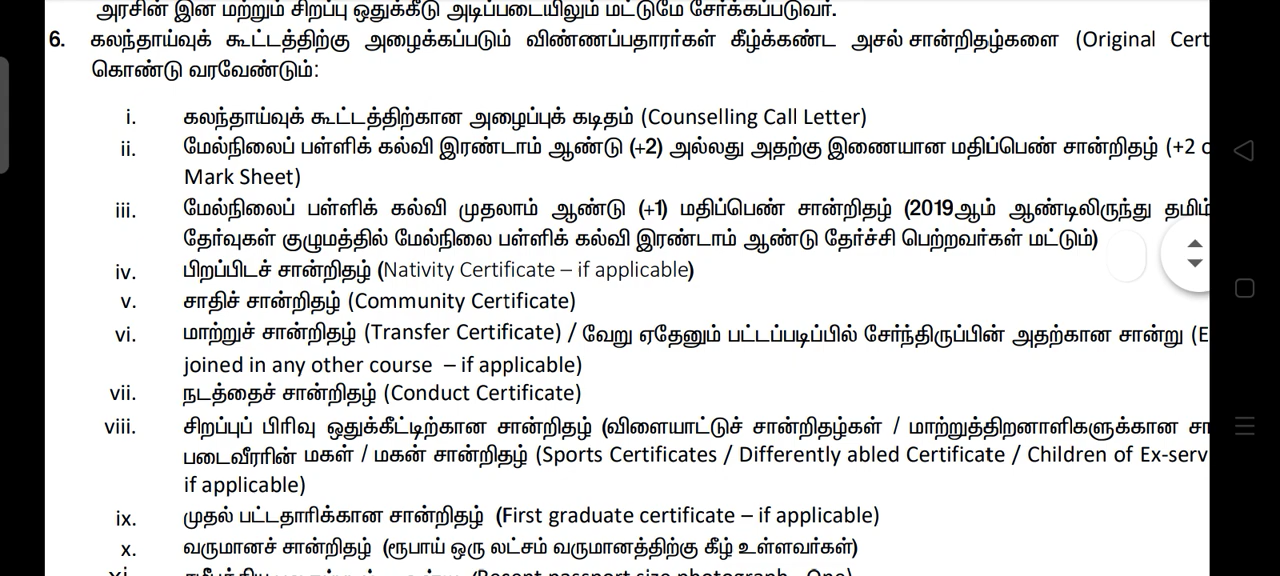 அரசின் இன மற்றும் சிறப்பு ஒதுக்கீடு அடிப்படையிலும் மட்டுமே சேர்க்கப்படுவர்.
6. கலந்தாய்வுக் கூட்டத்திற்கு அழைக்கப்படும் விண்ணப்பதாரர்கள் கீழ்க்கண்ட அசல் சான்றிதழ்களை (Original Cert
கொண்டு வரவேண்டும்:
i. கலந்தாய்வுக் கூட்டத்திற்கான அழைப்புக் கடிதம் (Counselling Call Letter)
ii. மேல்நிலைப் பள்ளிக் கல்வி இரண்டாம் ஆண்டு (+2) அல்லது அதற்கு இணையான மதிப்பெண் சான்றிதழ் (+2
Mark Sheet)
iii. மேல்நிலைப் பள்ளிக் கல்வி முதலாம் ஆண்டு (+1) மதிப்பெண் சான்றிதழ் (2019ஆம் ஆண்டிலிருந்து தமிழ்
தேர்வுகள் குழுமத்தில் மேல்நிலை பள்ளிக் கல்வி இரண்டாம் ஆண்டு தேர்ச்சி பெற்றவர்கள் மட்டும்)
iv. பிறப்பிடச் சான்றிதழ் (Nativity Certificate – if applicable)
v. சாதிச் சான்றிதழ் (Community Certificate)
vi. மாற்றுச் சான்றிதழ் (Transfer Certificate) / வேறு ஏதேனும் பட்டப்படிப்பில் சேர்ந்திருப்பின் அதற்கான சான்று (
joined in any other course – if applicable)
vii. நடத்தைச் சான்றிதழ் (Conduct Certificate)
viii. சிறப்புப் பிரிவு ஒதுக்கீட்டிற்கான சான்றிதழ் (விளையாட்டுச் சான்றிதழ்கள் / மாற்றுத்திறனாளிகளுக்கான சா
படைவீரரின் மகள் / மகன் சான்றிதழ் (Sports Certificates / Differently abled Certificate / Children of Ex-serv
if applicable)
ix. முதல் பட்டதாரிக்கான சான்றிதழ் (First graduate certificate – if applicable)
x. வருமானச் சான்றிதழ் (ரூபாய் ஒரு லட்சம் வருமானத்திற்கு கீழ் உள்ளவர்கள்)
xi. (Recent passport size photograph - One)